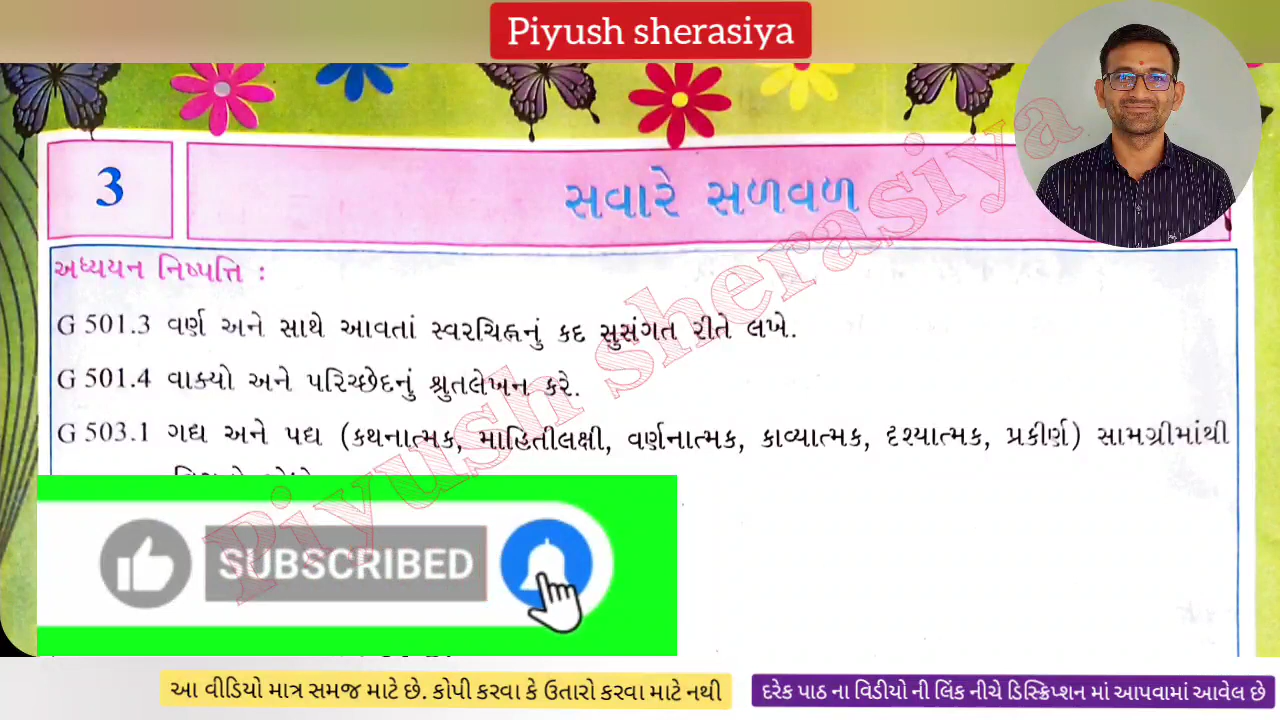 Piyush sherasiya
3
સવારે સળવળ
અધ્યયન નિષ્પત્તિ :
G 501.3 વર્ણ અને સાથે આવતાં સ્વરચિહ્નનું કદ સુસંગત રીતે લખે.
G 501.4 વાક્યો અને પરિચ્છેદનું શ્રુતલેખન કરે.
G 503.1 ગદ્ય અને પદ્ય (કથનાત્મક, માહિતીલક્ષી, વર્ણનાત્મક, કાવ્યાત્મક, દૃશ્યાત્મક, પ્રકીર્ણ) સામગ્રીમાંથી
Piyush sherasiya
SUBSCRIBED
આ વીડિયો માત્ર સમજ માટે છે. કોપી કરવા કે ઉતારો કરવા માટે નથી
દરેક પાઠ ના વિડીયો ની લિંક નીચે ડિસ્ક્રિપ્શન માં આપવામાં આવેલ છે